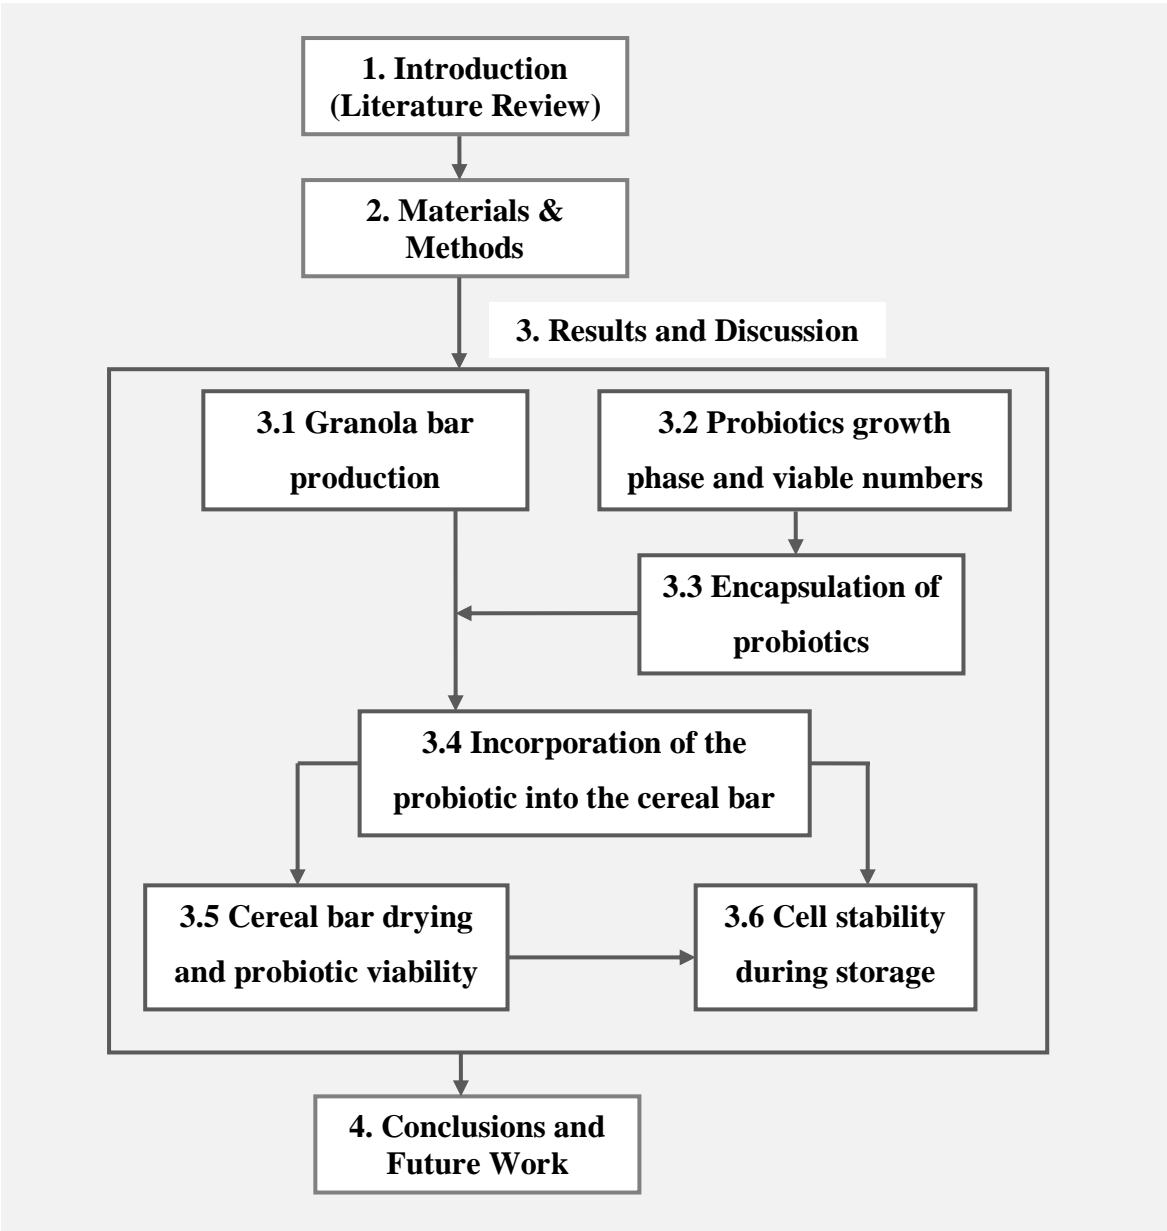 1. Introduction
(Literature Review)
2. Materials &
Methods
3. Results and Discussion
3.1 Granola bar
production
3.2 Probiotics growth
phase and viable numbers
3.3 Encapsulation of
probiotics
3.4 Incorporation of the
probiotic into the cereal bar
3.5 Cereal bar drying
and probiotic viability
3.6 Cell stability
during storage
4. Conclusions and
Future Work